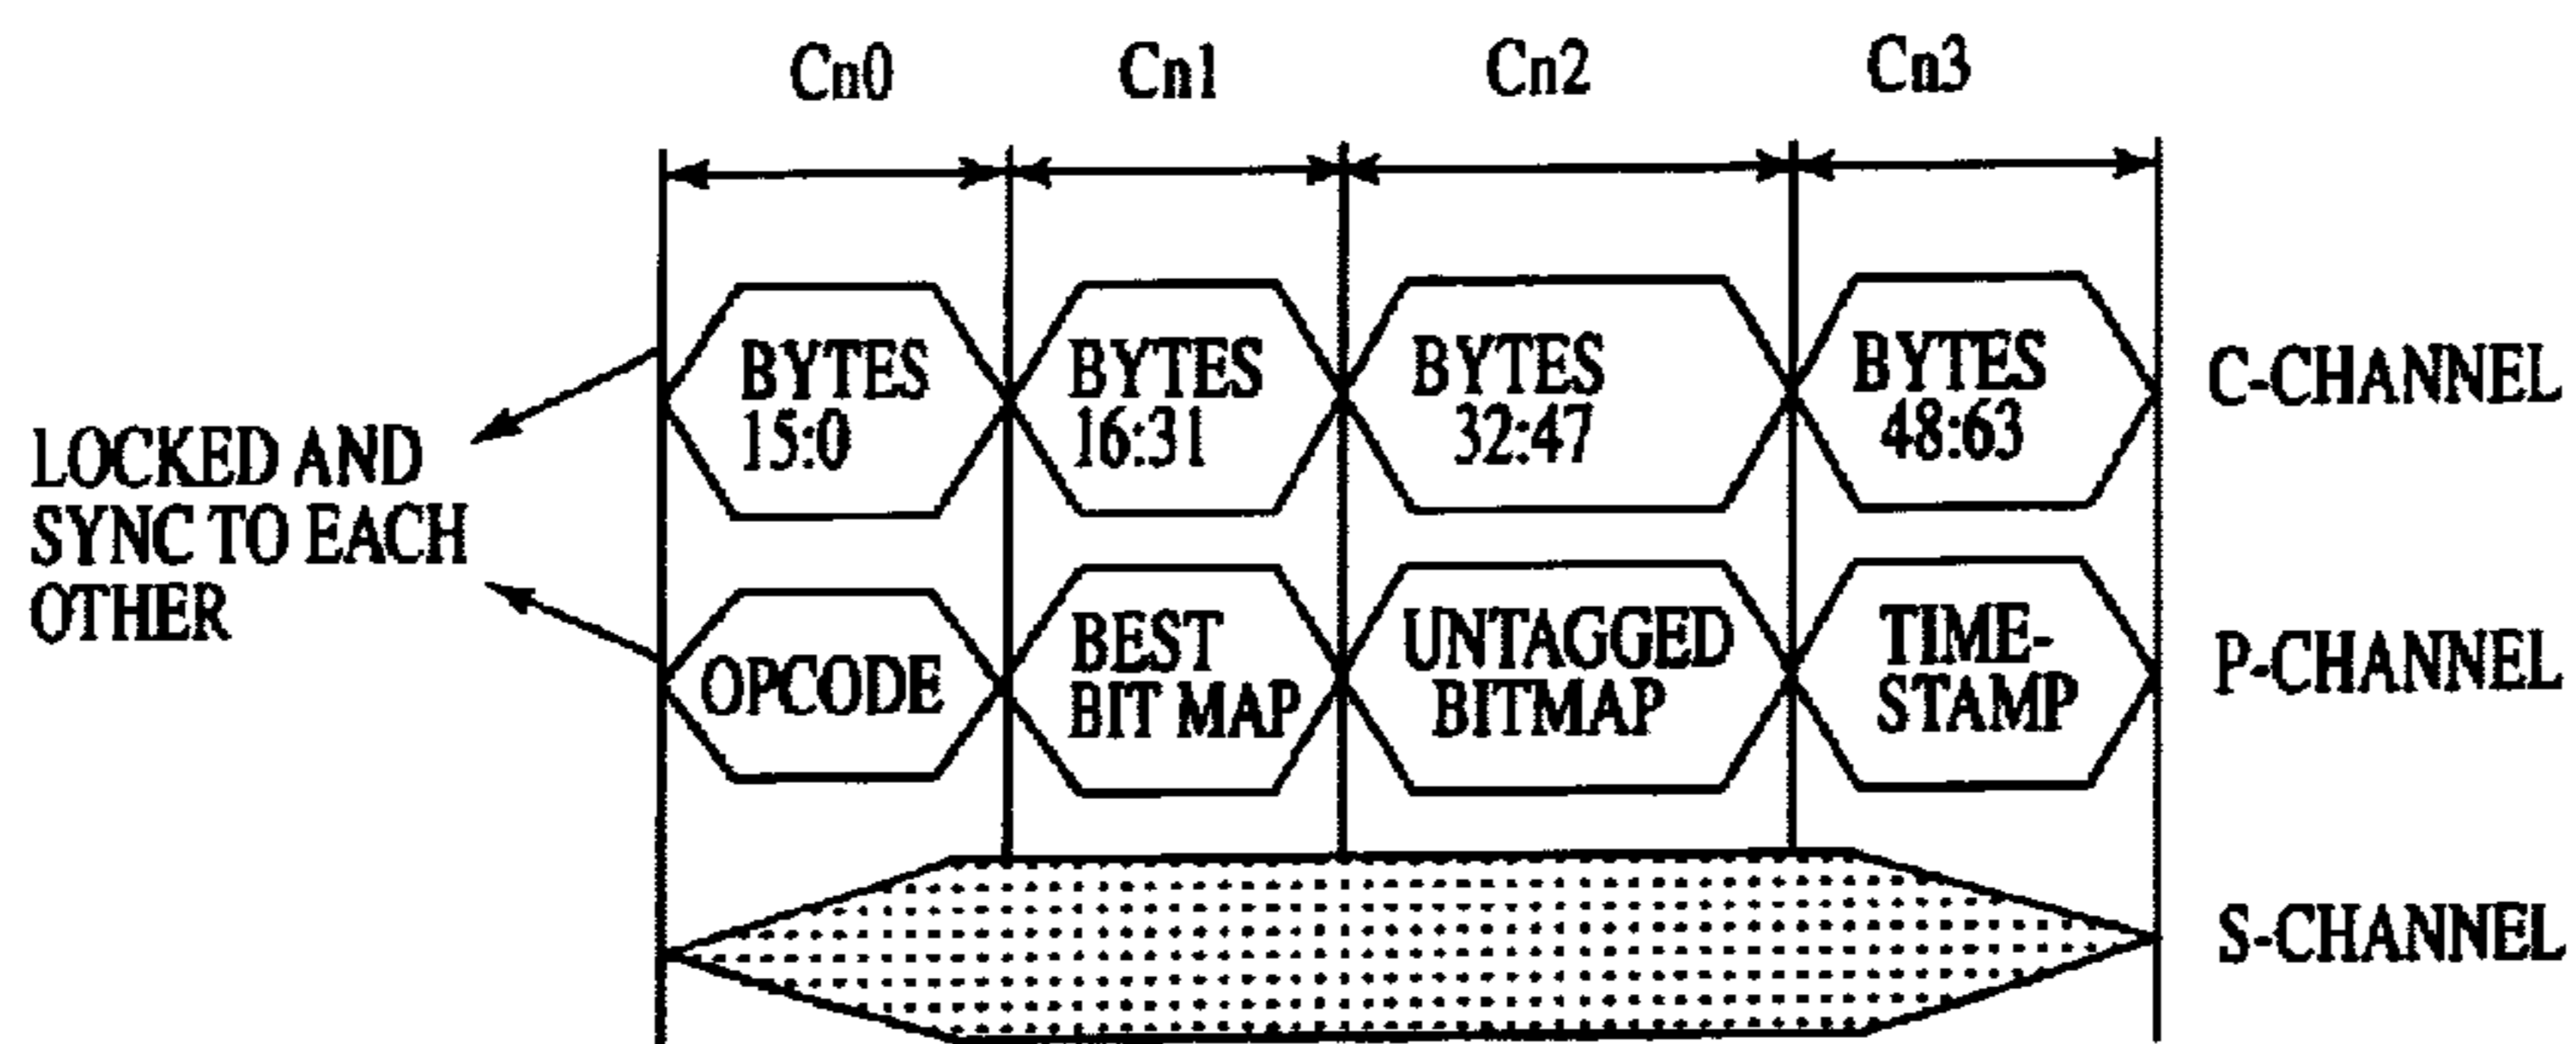 Cn0 Cn1 Cn2 Cn3
BYTES 15:0
BYTES 16:31
BYTES 32:47
BYTES 48:63
C-CHANNEL
LOCKED AND
SYNC TO EACH
OTHER
OPCODE
BEST
BIT MAP
UNTAGGED
BITMAP
TIME-
STAMP
P-CHANNEL
S-CHANNEL